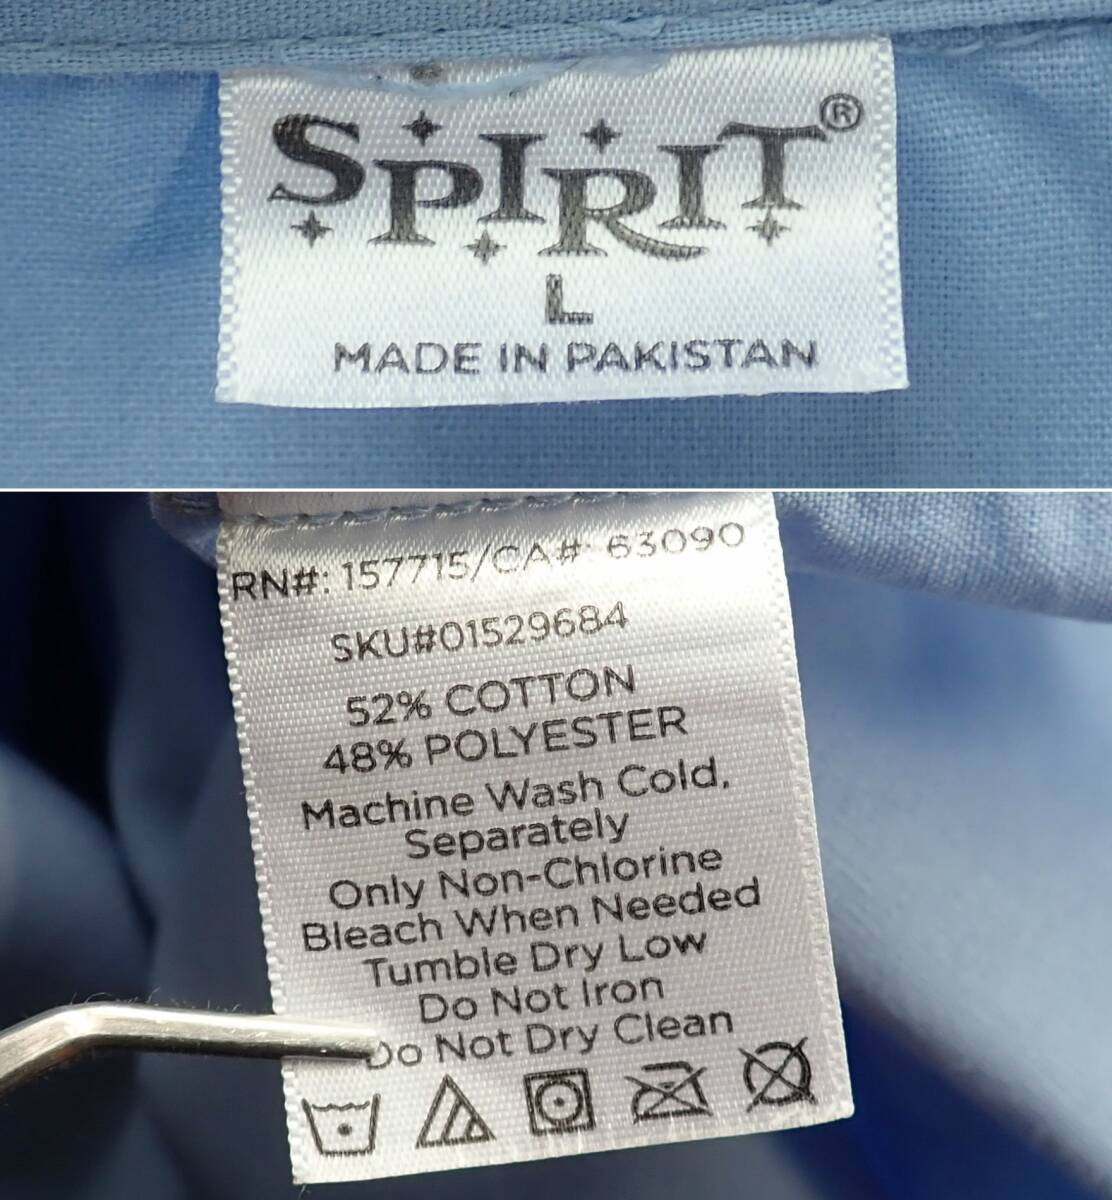 SPIRIT®
L
MADE IN PAKISTAN
RN#: 157715/CA#: 63090
SKU#01529684
52% COTTON
48% POLYESTER
Machine Wash Cold,
Separately
Only Non-Chlorine
Bleach When Needed
Tumble Dry Low
Do Not Iron
Do Not Dry Clean